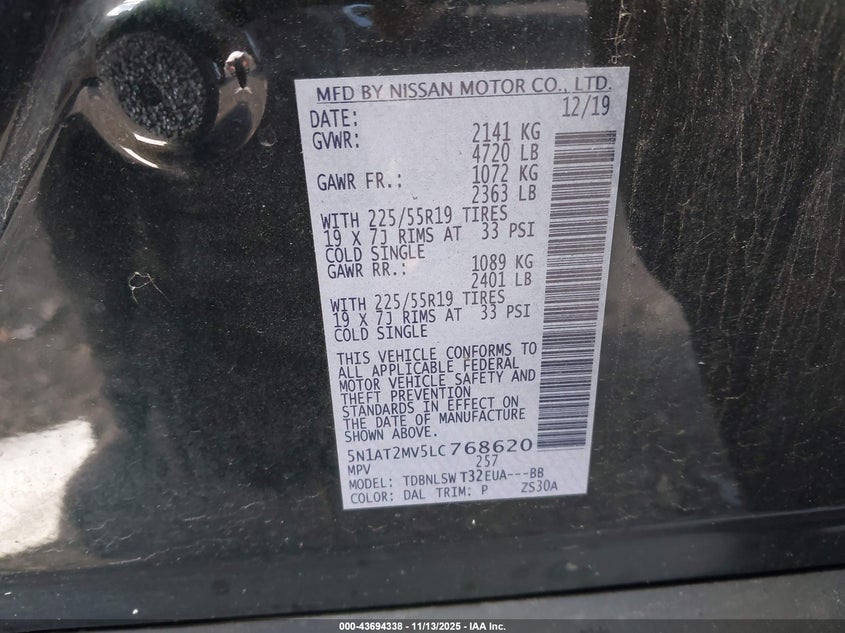 MFD BY NISSAN MOTOR CO., LTD.
DATE: 12/19
GVWR: 2141 KG
4720 LB
GAWR FR.: 1072 KG
2363 LB
WITH 225/55R19 TIRES
19 X 7J RIMS AT 33 PSI
COLD SINGLE
GAWR RR.: 1089 KG
2401 LB
WITH 225/55R19 TIRES
19 X 7J RIMS AT 33 PSI
COLD SINGLE
THIS VEHICLE CONFORMS TO
ALL APPLICABLE FEDERAL
MOTOR VEHICLE SAFETY AND
THEFT PREVENTION
STANDARDS IN EFFECT ON
THE DATE OF MANUFACTURE
SHOWN ABOVE.
5N1AT2MV5LC768620
MPV 257
MODEL: TDBNLSW T32EUA---BB
COLOR: DAL TRIM: P ZS30A
000-43694338 - 11/13/2025 - IAA Inc.